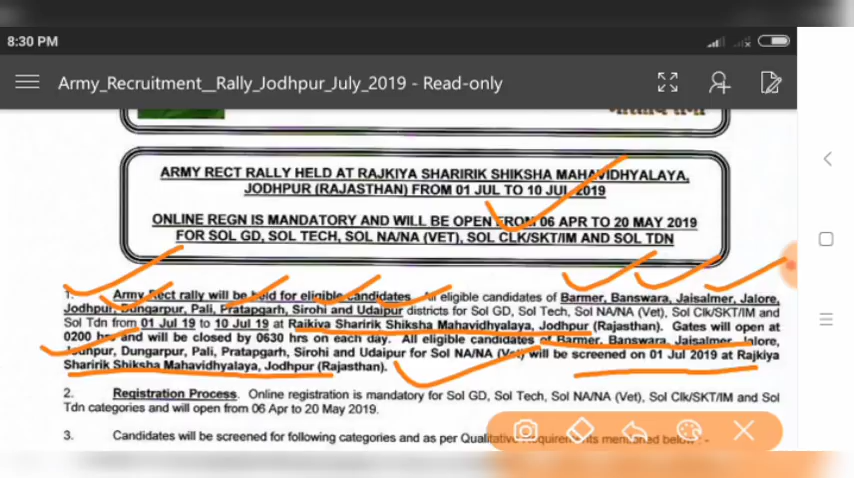 8:30 PM
Army_Recruitment__Rally_Jodhpur_July_2019 - Read-only
ARMY RECT RALLY HELD AT RAJKIYA SHARIRIK SHIKSHA MAHAVIDHYALAYA,
JODHPUR (RAJASTHAN) FROM 01 JUL TO 10 JUL 2019
ONLINE REGN IS MANDATORY AND WILL BE OPEN FROM 06 APR TO 20 MAY 2019
FOR SOL GD, SOL TECH, SOL NA/NA (VET), SOL CLK/SKT/IM AND SOL TDN
1. Army Rect rally will be held for eligible candidates. All eligible candidates of Barmer, Banswara, Jaisalmer, Jalore,
Jodhpur, Dungarpur, Pali, Pratapgarh, Sirohi and Udaipur districts for Sol GD, Sol Tech, Sol NA/NA (Vet), Sol Clk/SKT/IM and
Sol Tdn from 01 Jul 19 to 10 Jul 19 at Raikiva Sharirik Shiksha Mahavidhyalaya, Jodhpur (Rajasthan). Gates will open at
0200 hrs and will be closed by 0630 hrs on each day. All eligible candidates of Barmer, Banswara, Jaisalmer, Jalore,
Jodhpur, Dungarpur, Pali, Pratapgarh, Sirohi and Udaipur for Sol NA/NA (Vet) will be screened on 01 Jul 2019 at Rajkiya
Sharirik Shiksha Mahavidhyalaya, Jodhpur (Rajasthan).
2. Registration Process. Online registration is mandatory for Sol GD, Sol Tech, Sol NA/NA (Vet), Sol Clk/SKT/IM and Sol
Tdn categories and will open from 06 Apr to 20 May 2019.
3. Candidates will be screened for following categories and as per Qualitative Requirements mentioned below : -